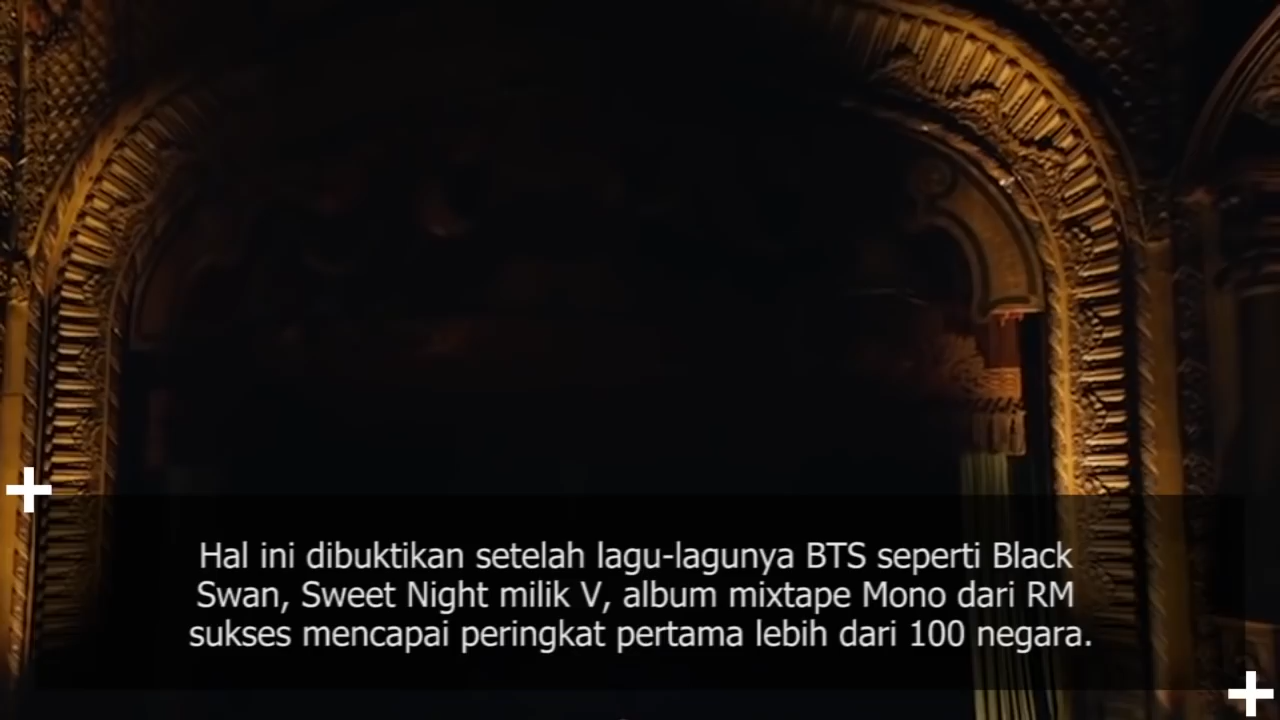 Hal ini dibuktikan setelah lagu-lagunya BTS seperti Black
Swan, Sweet Night milik V, album mixtape Mono dari RM
sukses mencapai peringkat pertama lebih dari 100 negara.